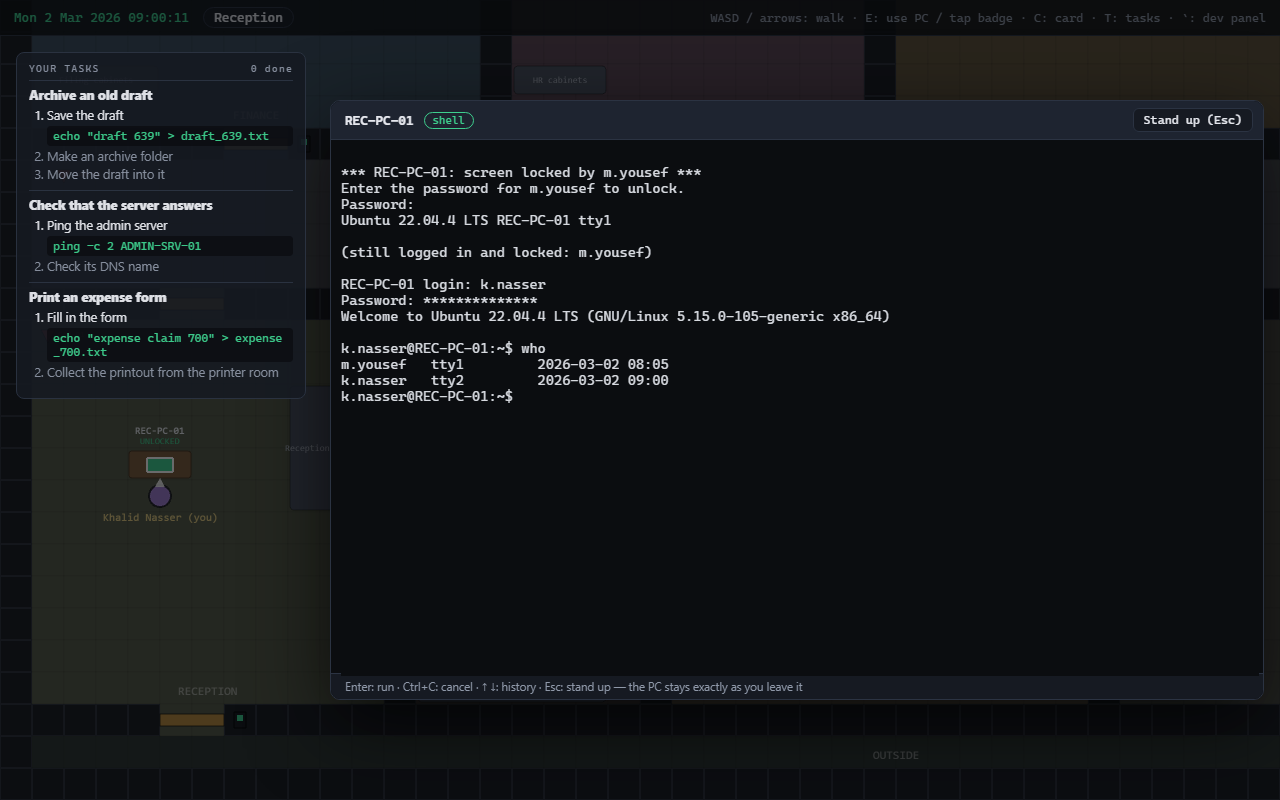 Mon 2 Mar 2026 09:00:11
Reception
WASD / arrows: walk · E: use PC / tap badge · C: card · T: tasks · `: dev panel
YOUR TASKS
0 done
Archive an old draft
1. Save the draft
echo "draft 639" > draft_639.txt
2. Make an archive folder
3. Move the draft into it
Check that the server answers
1. Ping the admin server
ping -c 2 ADMIN-SRV-01
2. Check its DNS name
Print an expense form
1. Fill in the form
echo "expense claim 700" > expense
_700.txt
2. Collect the printout from the printer room
HR cabinets
REC-PC-01
shell
Stand up (Esc)
*** REC-PC-01: screen locked by m.yousef ***
Enter the password for m.yousef to unlock.
Password:
Ubuntu 22.04.4 LTS REC-PC-01 tty1
(still logged in and locked: m.yousef)
REC-PC-01 login: k.nasser
Password: **************
Welcome to Ubuntu 22.04.4 LTS (GNU/Linux 5.15.0-105-generic x86_64)
k.nasser@REC-PC-01:~$ who
m.yousef   tty1         2026-03-02 08:05
k.nasser   tty2         2026-03-02 09:00
k.nasser@REC-PC-01:~$
Enter: run · Ctrl+C: cancel · ↑ ↓: history · Esc: stand up — the PC stays exactly as you leave it
REC-PC-01
UNLOCKED
Reception
Khalid Nasser (you)
RECEPTION
OUTSIDE